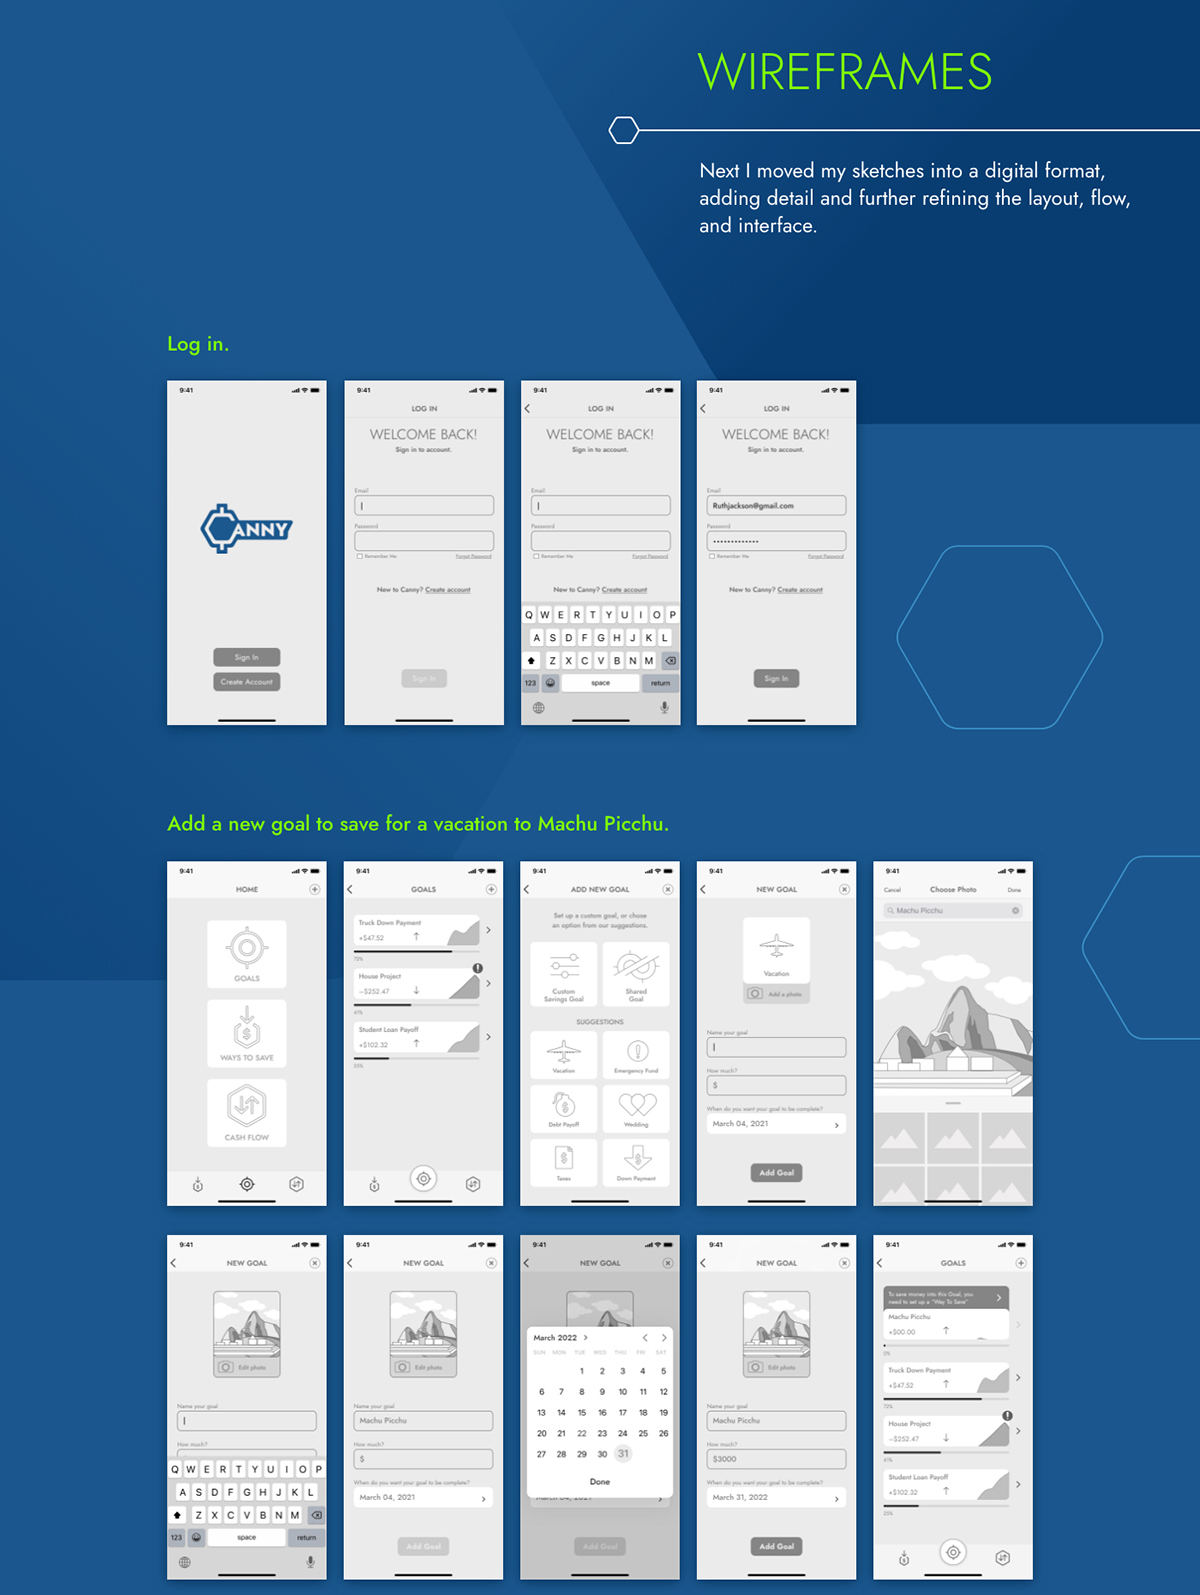 WIREFRAMES
Next I moved my sketches into a digital format,
adding detail and further refining the layout, flow,
and interface.
Log in.
9:41
CANNY
Sign In
Create Account
9:41
LOG IN
WELCOME BACK!
Sign in to account.
Email
Password
Remember Me
Forgot Password
New to Canny? Create account
Sign In
9:41
LOG IN
WELCOME BACK!
Sign in to account.
Email
Password
Remember Me
Forgot Password
New to Canny? Create account
Q W E R T Y U I O P
A S D F G H J K L
Z X C V B N M
123
space
return
9:41
LOG IN
WELCOME BACK!
Sign in to account.
Email
Ruthjackson@gmail.com
Password
Remember Me
Forgot Password
New to Canny? Create account
Sign In
Add a new goal to save for a vacation to Machu Picchu.
9:41
HOME
GOALS
WAYS TO SAVE
CASH FLOW
9:41
GOALS
Truck Down Payment
+$47.52
72%
House Project
–$252.47
41%
Student Loan Payoff
+$102.32
25%
9:41
ADD NEW GOAL
Set up a custom goal, or chose
an option from our suggestions.
Custom
Savings Goal
Shared
Goal
SUGGESTIONS
Vacation
Emergency Fund
Debt Payoff
Wedding
Taxes
Down Payment
9:41
NEW GOAL
Vacation
Add a photo
Name your goal
How much?
$
When do you want your goal to be complete?
March 04, 2021
Add Goal
9:41
Cancel
Choose Photo
Done
Machu Picchu
9:41
NEW GOAL
Edit photo
Name your goal
How much?
Q W E R T Y U I O P
A S D F G H J K L
Z X C V B N M
123
space
return
9:41
NEW GOAL
Edit photo
Name your goal
Machu Picchu
How much?
$
When do you want your goal to be complete?
March 04, 2021
Add Goal
9:41
NEW GOAL
March 2022
SUN MON TUE WED THU FRI SAT
1 2 3 4 5
6 7 8 9 10 11 12
13 14 15 16 17 18 19
20 21 22 23 24 25 26
27 28 29 30 31
Done
March 04, 2021
Add Goal
9:41
NEW GOAL
Edit photo
Name your goal
Machu Picchu
How much?
$3000
When do you want your goal to be complete?
March 31, 2022
Add Goal
9:41
GOALS
To save money into this Goal, you
need to set up a "Way To Save"
Machu Picchu
+$00.00
0%
Truck Down Payment
+$47.52
72%
House Project
–$252.47
41%
Student Loan Payoff
+$102.32
25%